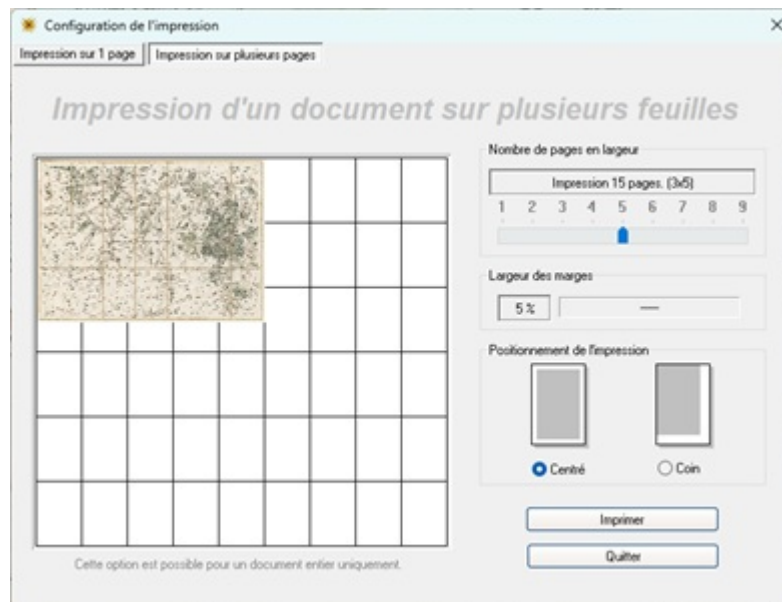 Configuration de l'impression
Impression sur 1 page
Impression sur plusieurs pages
Impression d'un document sur plusieurs feuilles
Nombre de pages en largeur
Impression 15 pages. (3x5)
1 2 3 4 5 6 7 8 9
Largeur des marges
5 %
Positionnement de l'impression
Centré
Coin
Imprimer
Quitter
Cette option est possible pour un document entier uniquement.